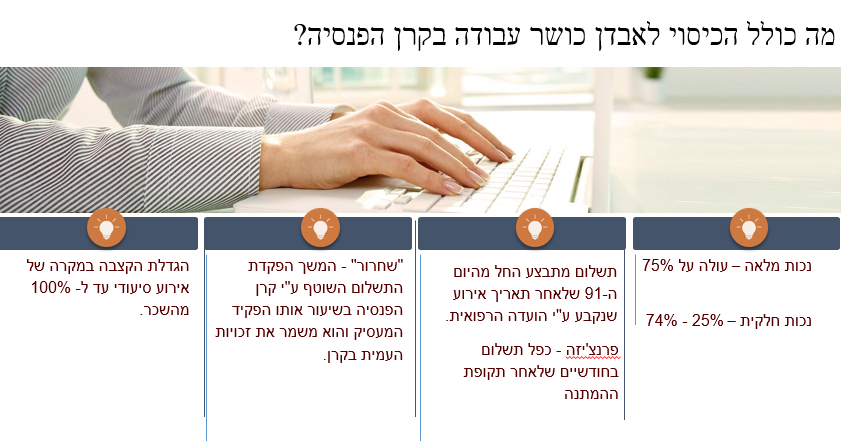 מה כולל הכיסוי לאבדן כושר עבודה בקרן הפנסיה?
נכות מלאה – עולה על 75%
נכות חלקית – 25% - 74%
תשלום מתבצע החל מהיום
ה-91 שלאחר תאריך אירוע
שנקבע ע"י הועדה הרפואית.
פרנצ'יזה - כפל תשלום
בחודשיים שלאחר תקופת
ההמתנה
"שחרור" - המשך הפקדת
התשלום השוטף ע"י קרן
הפנסיה בשיעור אותו הפקיד
המעסיק והוא משמר את זכויות
העמית בקרן.
הגדלת הקצבה במקרה של
אירוע סיעודי עד ל- 100%
מהשכר.